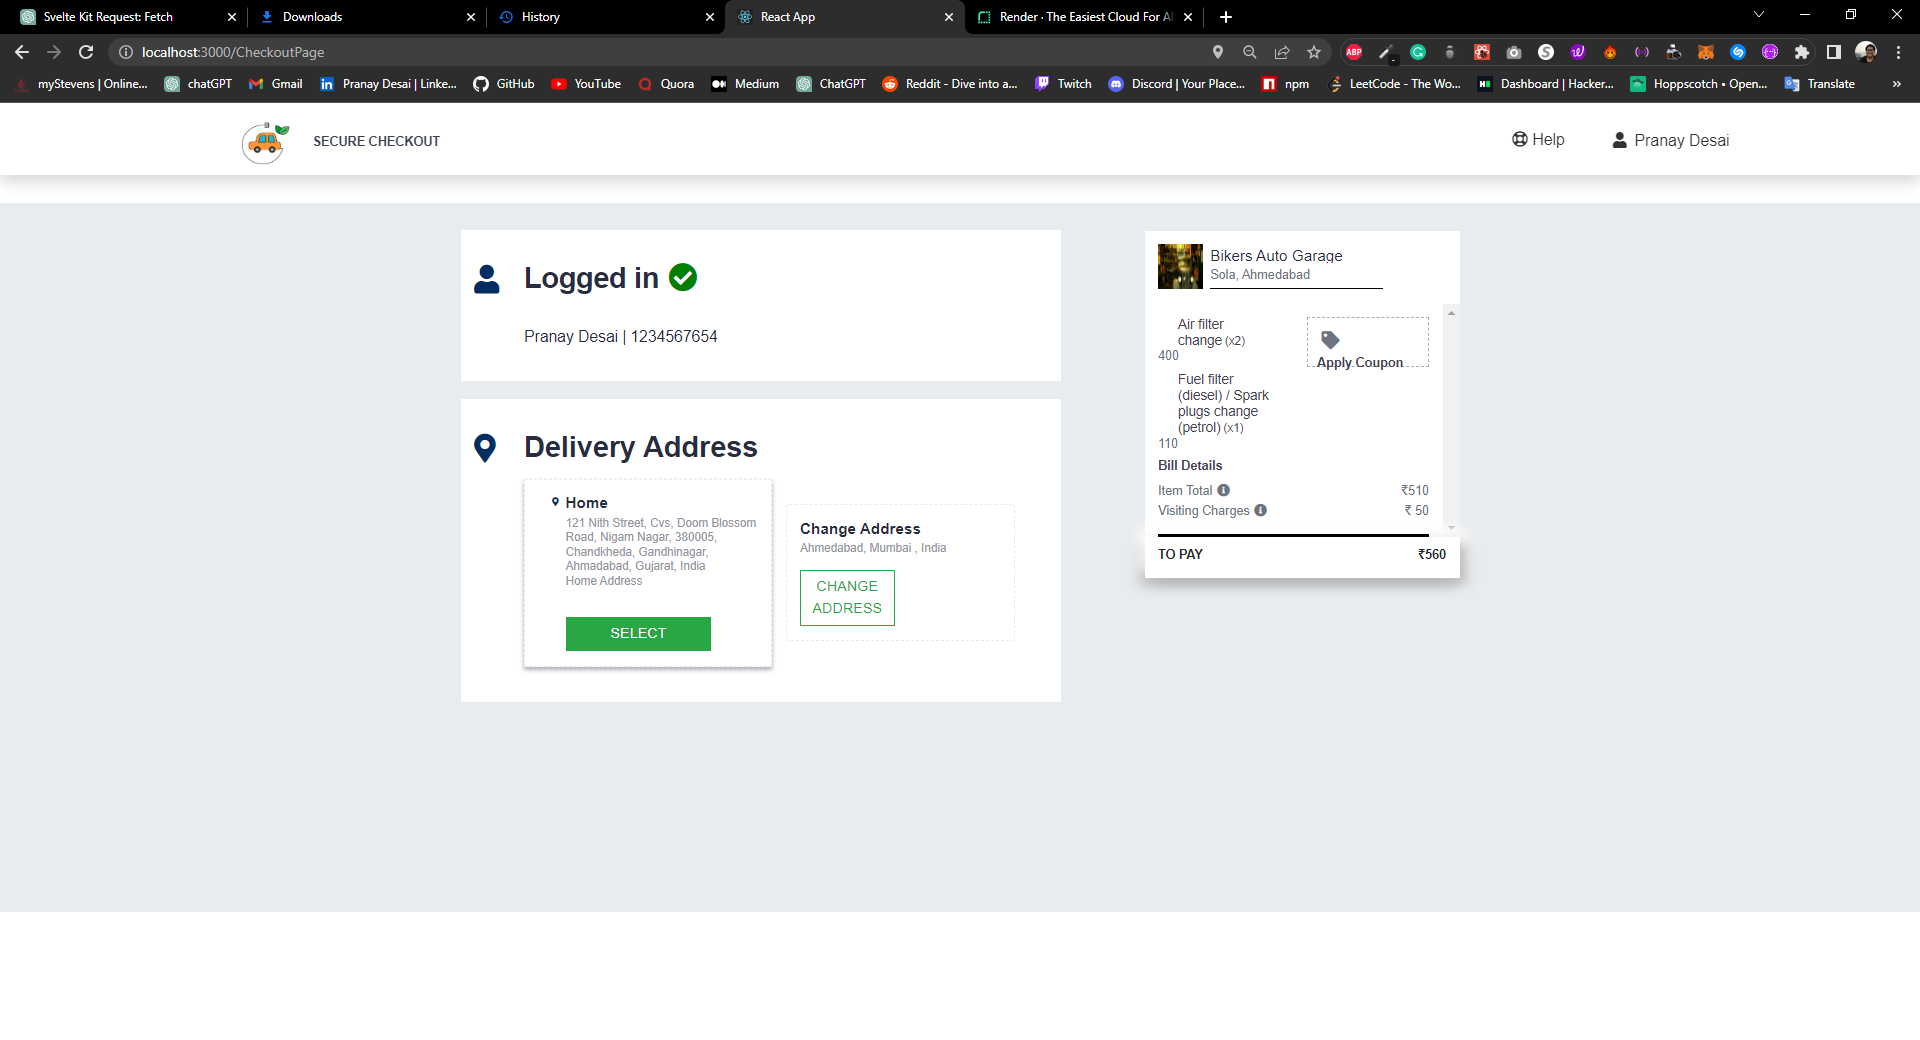 Svelte Kit Request: Fetch
Downloads
History
React App
Render · The Easiest Cloud For Al
localhost:3000/CheckoutPage
ABP
myStevens | Online...
chatGPT
Gmail
Pranay Desai | Linke...
GitHub
YouTube
Quora
Medium
ChatGPT
Reddit - Dive into a...
Twitch
Discord | Your Place...
npm
LeetCode - The Wo...
Dashboard | Hacker...
Hoppscotch • Open...
Translate
»
SECURE CHECKOUT
Help
Pranay Desai
Logged in
Pranay Desai | 1234567654
Delivery Address
Home
121 Nith Street, Cvs, Doom Blossom
Road, Nigam Nagar, 380005,
Chandkheda, Gandhinagar,
Ahmadabad, Gujarat, India
Home Address
SELECT
Change Address
Ahmedabad, Mumbai , India
CHANGE
ADDRESS
Bikers Auto Garage
Sola, Ahmedabad
Air filter
change (x2)
400
Fuel filter
(diesel) / Spark
plugs change
(petrol) (x1)
110
Apply Coupon
Bill Details
Item Total ₹510
Visiting Charges ₹ 50
TO PAY ₹560